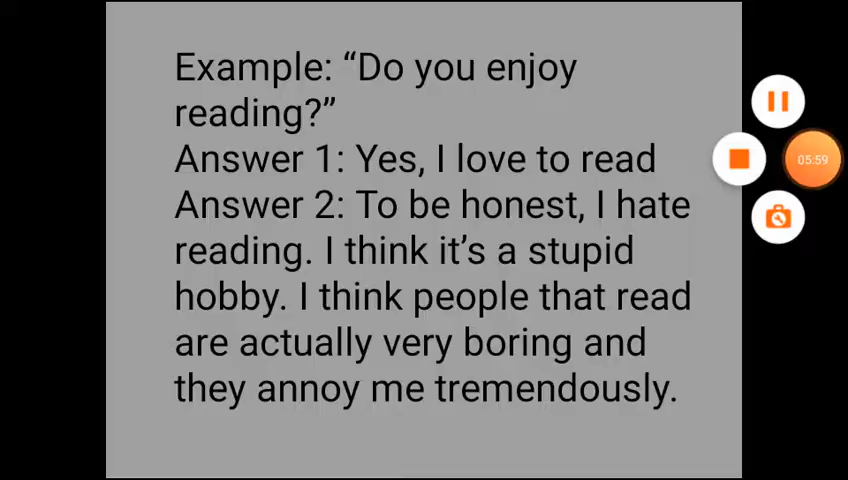 Example: “Do you enjoy
reading?”
Answer 1: Yes, I love to read
Answer 2: To be honest, I hate
reading. I think it’s a stupid
hobby. I think people that read
are actually very boring and
they annoy me tremendously.
05:59